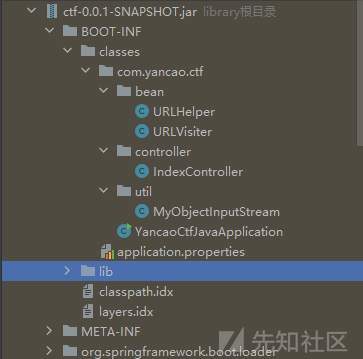 ctf-0.0.1-SNAPSHOT.jar library根目录
BOOT-INF
classes
com.yancao.ctf
bean
URLHelper
URLVisiter
controller
IndexController
util
MyObjectInputStream
YancaoCtfJavaApplication
application.properties
lib
classpath.idx
layers.idx
META-INF
org.springframework.boot.loader
先知社区